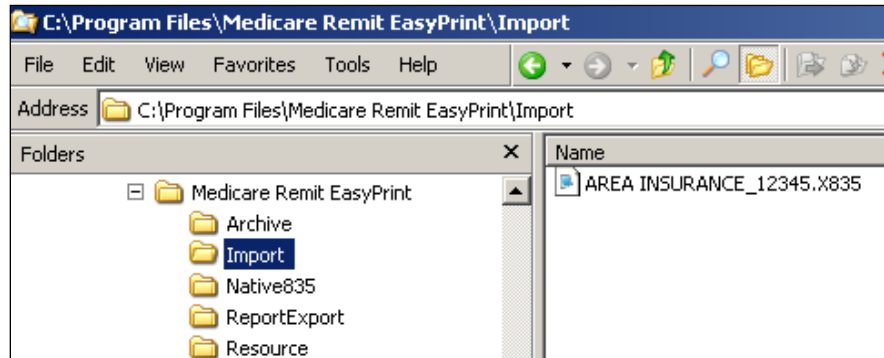 C:\Program Files\Medicare Remit EasyPrint\Import
File Edit View Favorites Tools Help
Address C:\Program Files\Medicare Remit EasyPrint\Import
Folders
Name
Medicare Remit EasyPrint
AREA INSURANCE_12345.X835
Archive
Import
Native835
ReportExport
Resource